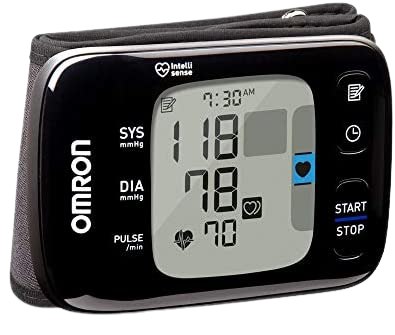 Intelli
sense
7:30 AM
SYS
mmHg
118
DIA
mmHg
78
PULSE
/min
70
OMRON
START
STOP